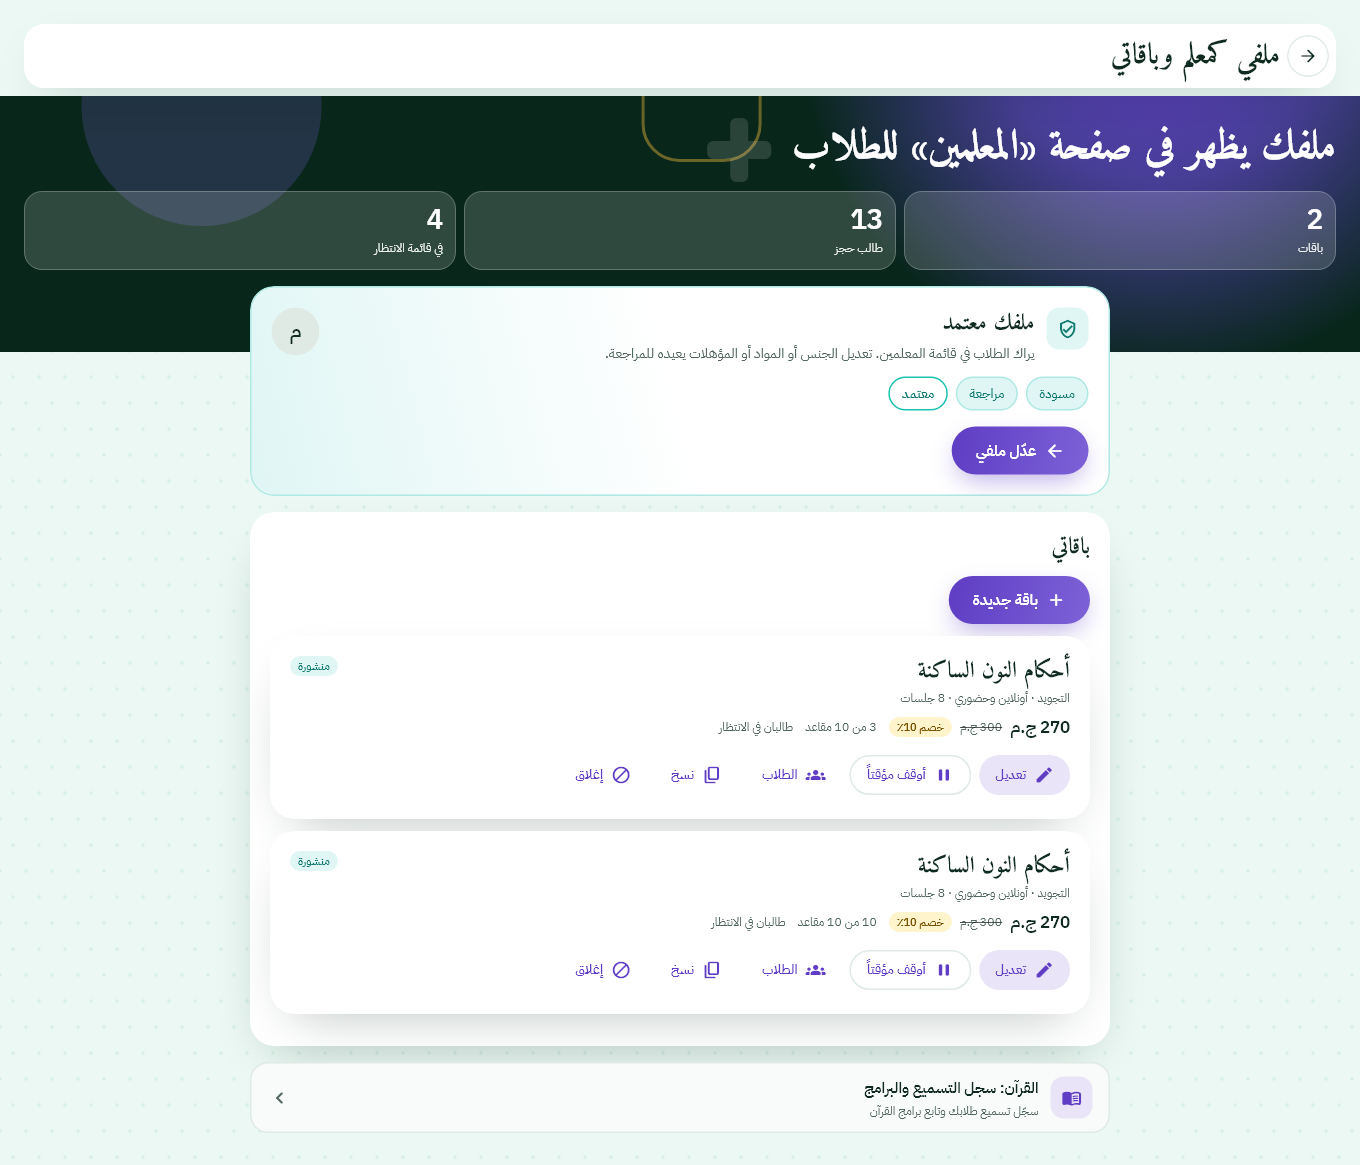 ملفي كمعلم وباقاتي
ملفك يظهر في صفحة «المعلمين» للطلاب
2
باقات
13
طالب حجز
4
في قائمة الانتظار
ملفك معتمد
م
يراك الطلاب في قائمة المعلمين. تعديل الجنس أو المواد أو المؤهلات يعيده للمراجعة.
مسودة
مراجعة
معتمد
عدّل ملفي
باقاتي
باقة جديدة
أحكام النون الساكنة
منشورة
التجويد · أونلاين وحضوري · 8 جلسات
270 ج.م 300 ج.م خصم 10٪ 3 من 10 مقاعد طالبان في الانتظار
تعديل أوقف مؤقتاً الطلاب نسخ إغلاق
أحكام النون الساكنة
منشورة
التجويد · أونلاين وحضوري · 8 جلسات
270 ج.م 300 ج.م خصم 10٪ 10 من 10 مقاعد طالبان في الانتظار
تعديل أوقف مؤقتاً الطلاب نسخ إغلاق
القرآن: سجل التسميع والبرامج
سجّل تسميع طلابك وتابع برامج القرآن